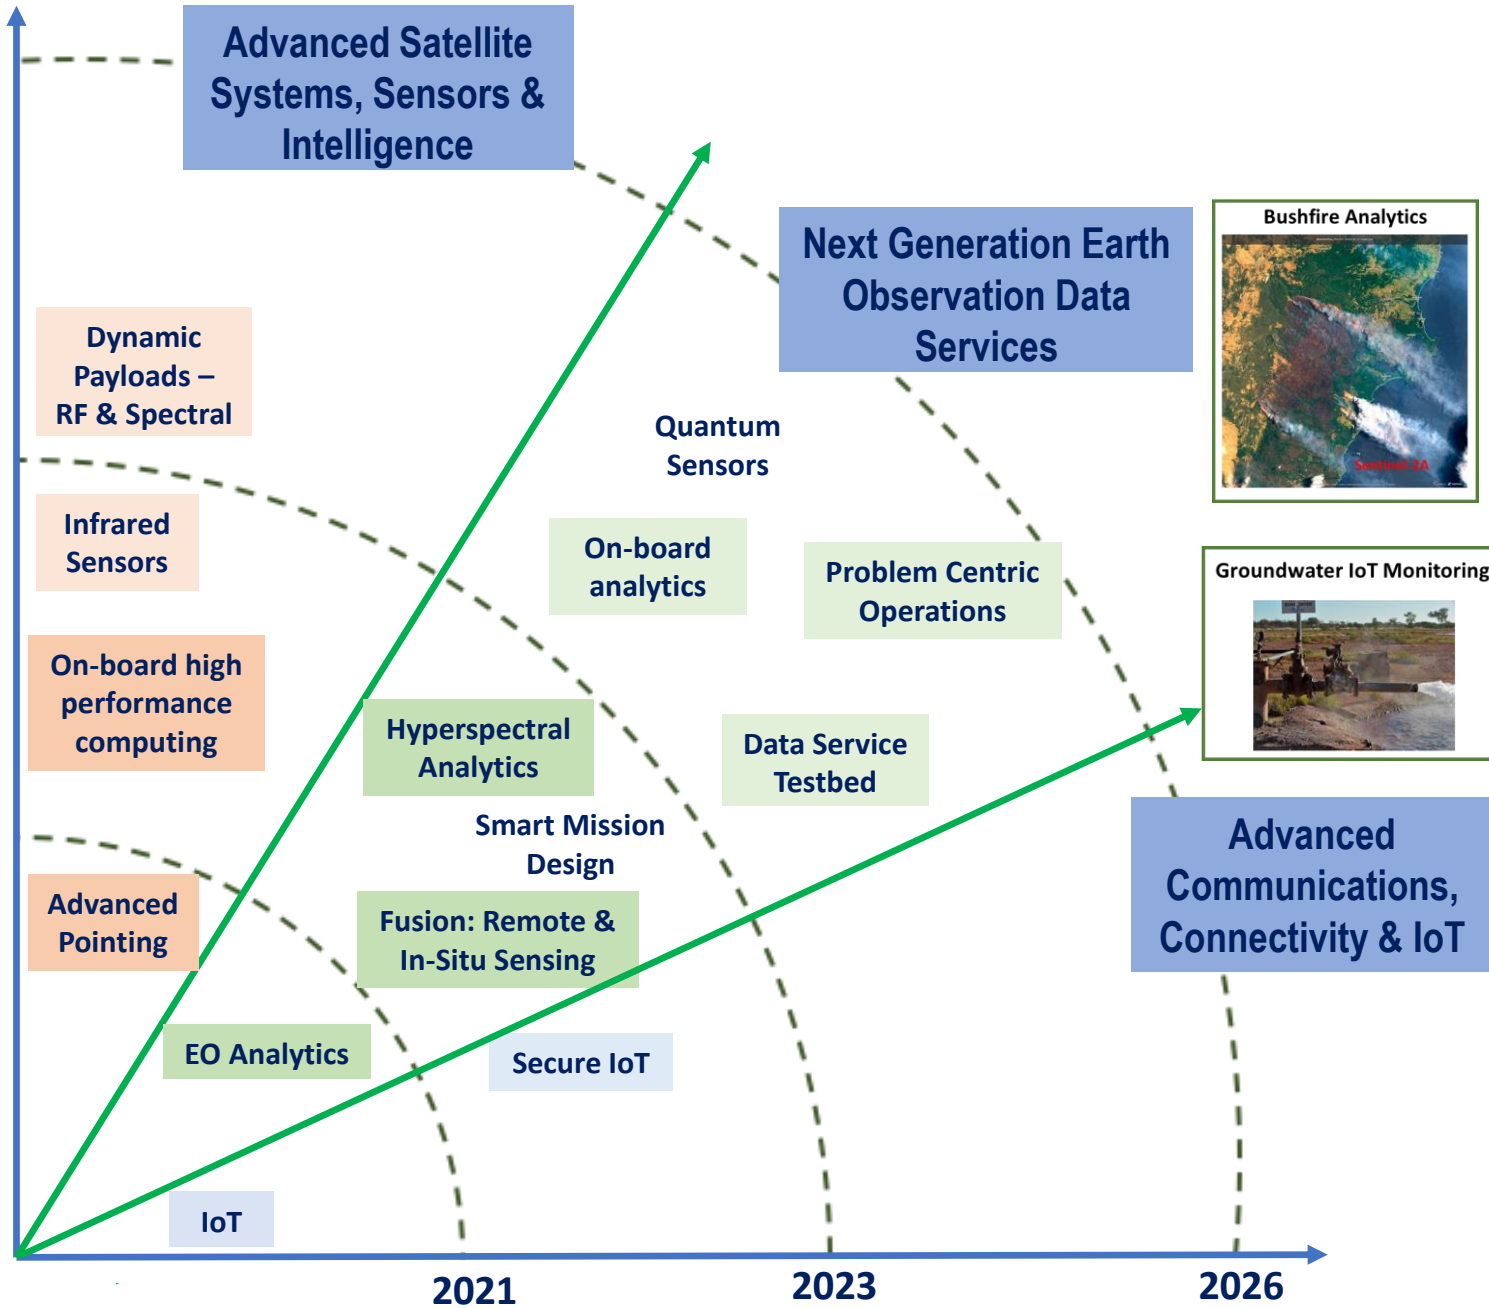 Advanced Satellite
Systems, Sensors &
Intelligence
Next Generation Earth
Observation Data
Services
Bushfire Analytics
Sentinel-2A
Dynamic
Payloads –
RF & Spectral
Quantum
Sensors
Infrared
Sensors
On-board
analytics
Problem Centric
Operations
Groundwater IoT Monitoring
On-board high
performance
computing
Hyperspectral
Analytics
Data Service
Testbed
Smart Mission
Design
Advanced
Communications,
Connectivity & IoT
Advanced
Pointing
Fusion: Remote &
In-Situ Sensing
EO Analytics
Secure IoT
IoT
2021
2023
2026